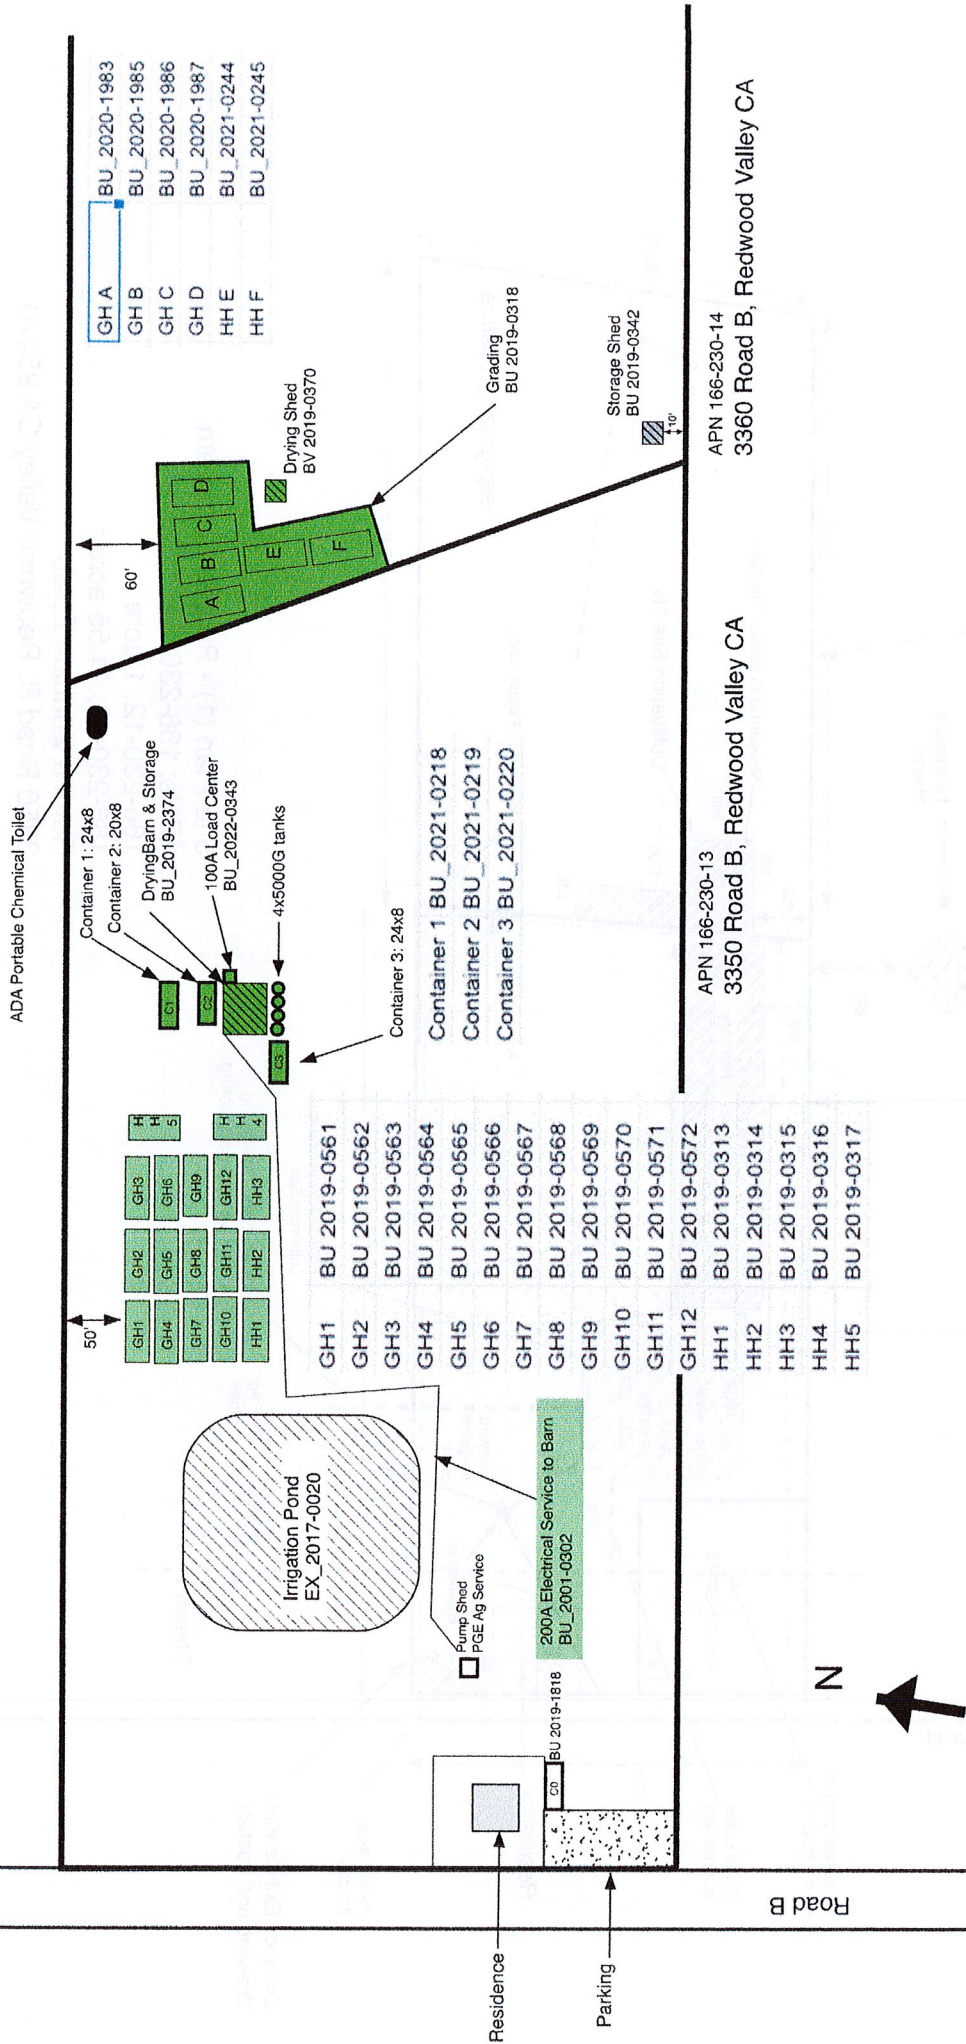 ADA Portable Chemical Toilet
Container 1: 24x8
Container 2: 20x8
DryingBarn & Storage
BU_2019-2374
100A Load Center
BU_2022-0343
4x5000G tanks
Container 3: 24x8
C1
C2
C3
60'
A
B
C
D
E
F
Drying Shed
BV 2019-0370
Grading
BU 2019-0318
Storage Shed
BU 2019-0342
10'
GH A BU_2020-1983
GH B BU_2020-1985
GH C BU_2020-1986
GH D BU_2020-1987
HH E BU_2021-0244
HH F BU_2021-0245
50'
GH1 GH2 GH3
GH4 GH5 GH6
GH7 GH8 GH9
GH10 GH11 GH12
HH1 HH2 HH3
H
H
5
H
H
4
Container 1 BU_2021-0218
Container 2 BU_2021-0219
Container 3 BU_2021-0220
GH1 BU 2019-0561
GH2 BU 2019-0562
GH3 BU 2019-0563
GH4 BU 2019-0564
GH5 BU 2019-0565
GH6 BU 2019-0566
GH7 BU 2019-0567
GH8 BU 2019-0568
GH9 BU 2019-0569
GH10 BU 2019-0570
GH11 BU 2019-0571
GH12 BU 2019-0572
HH1 BU 2019-0313
HH2 BU 2019-0314
HH3 BU 2019-0315
HH4 BU 2019-0316
HH5 BU 2019-0317
Irrigation Pond
EX_2017-0020
Pump Shed
PGE Ag Service
200A Electrical Service to Barn
BU_2001-0302
C0
BU 2019-1818
Residence
Parking
Road B
N
APN 166-230-13
3350 Road B, Redwood Valley CA
APN 166-230-14
3360 Road B, Redwood Valley CA